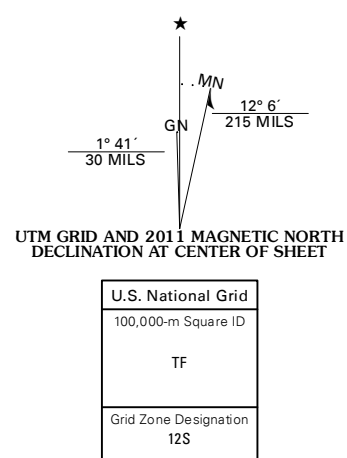 ★
MN
GN
12° 6´
215 MILS
1° 41´
30 MILS
UTM GRID AND 2011 MAGNETIC NORTH
DECLINATION AT CENTER OF SHEET
U.S. National Grid
100,000-m Square ID
TF
Grid Zone Designation
12S